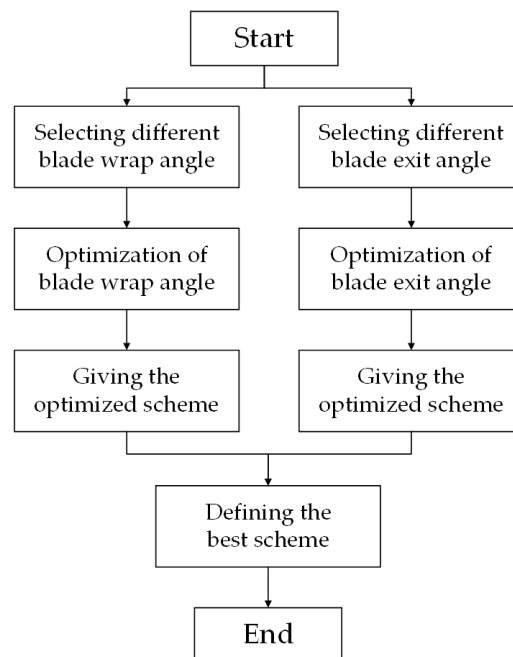 Start
Selecting different
blade wrap angle
Selecting different
blade exit angle
Optimization of
blade wrap angle
Optimization of
blade exit angle
Giving the
optimized scheme
Giving the
optimized scheme
Defining the
best scheme
End